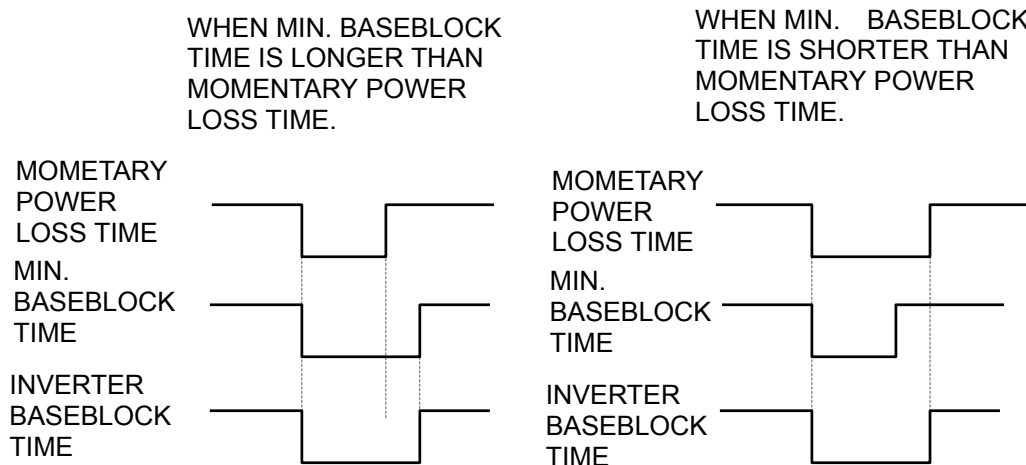 WHEN MIN. BASEBLOCK
TIME IS LONGER THAN
MOMENTARY POWER
LOSS TIME.
WHEN MIN. BASEBLOCK
TIME IS SHORTER THAN
MOMENTARY POWER
LOSS TIME.
MOMETARY
POWER
LOSS TIME
MIN.
BASEBLOCK
TIME
INVERTER
BASEBLOCK
TIME
MOMETARY
POWER
LOSS TIME
MIN.
BASEBLOCK
TIME
INVERTER
BASEBLOCK
TIME